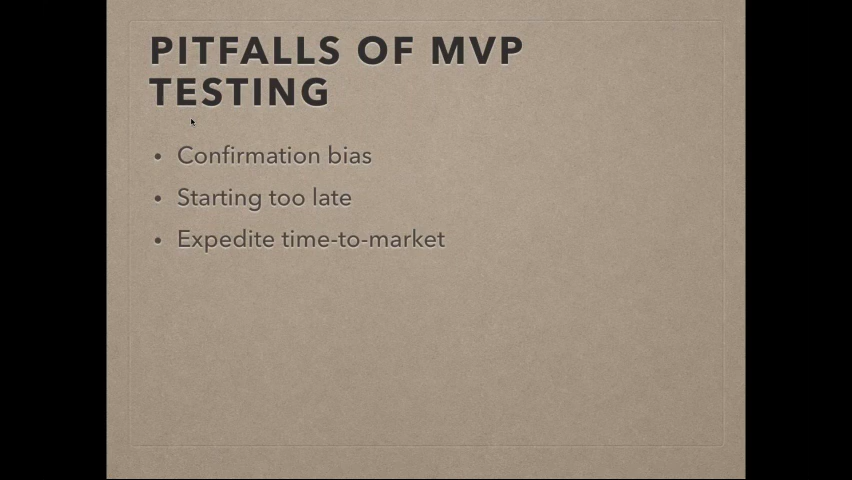 PITFALLS OF MVP
TESTING
• Confirmation bias
• Starting too late
• Expedite time-to-market